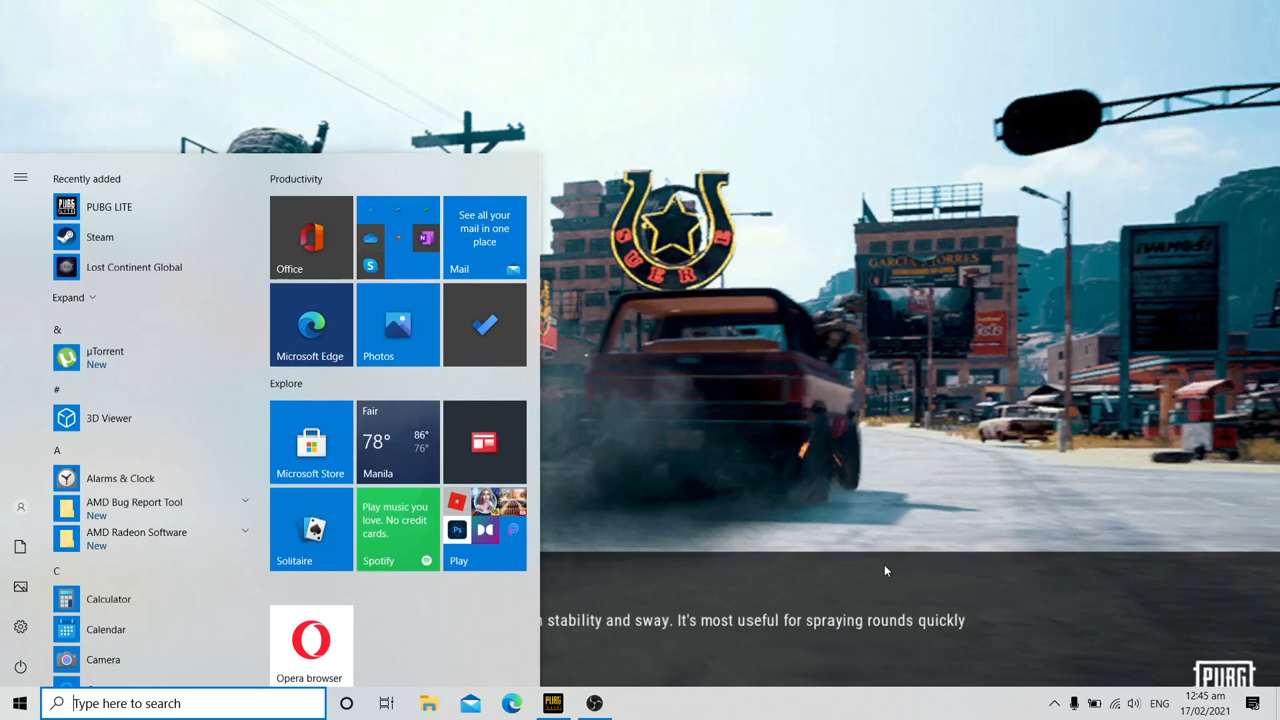 Recently added
PUBG LITE
Steam
Lost Continent Global
Expand
&
µTorrent
New
#
3D Viewer
A
Alarms & Clock
AMD Bug Report Tool
New
AMD Radeon Software
New
C
Calculator
Calendar
Camera
Productivity
Office
See all your
mail in one
place
Mail
Microsoft Edge
Photos
Explore
Microsoft Store
Fair
78°
86°
76°
Manila
Solitaire
Play music you
love. No credit
cards.
Spotify
Ps
Play
Opera browser
GARCIA TORRES
¡VAMOS!
stability and sway. It's most useful for spraying rounds quickly
PUBG
Type here to search
ENG
12:45 am
17/02/2021